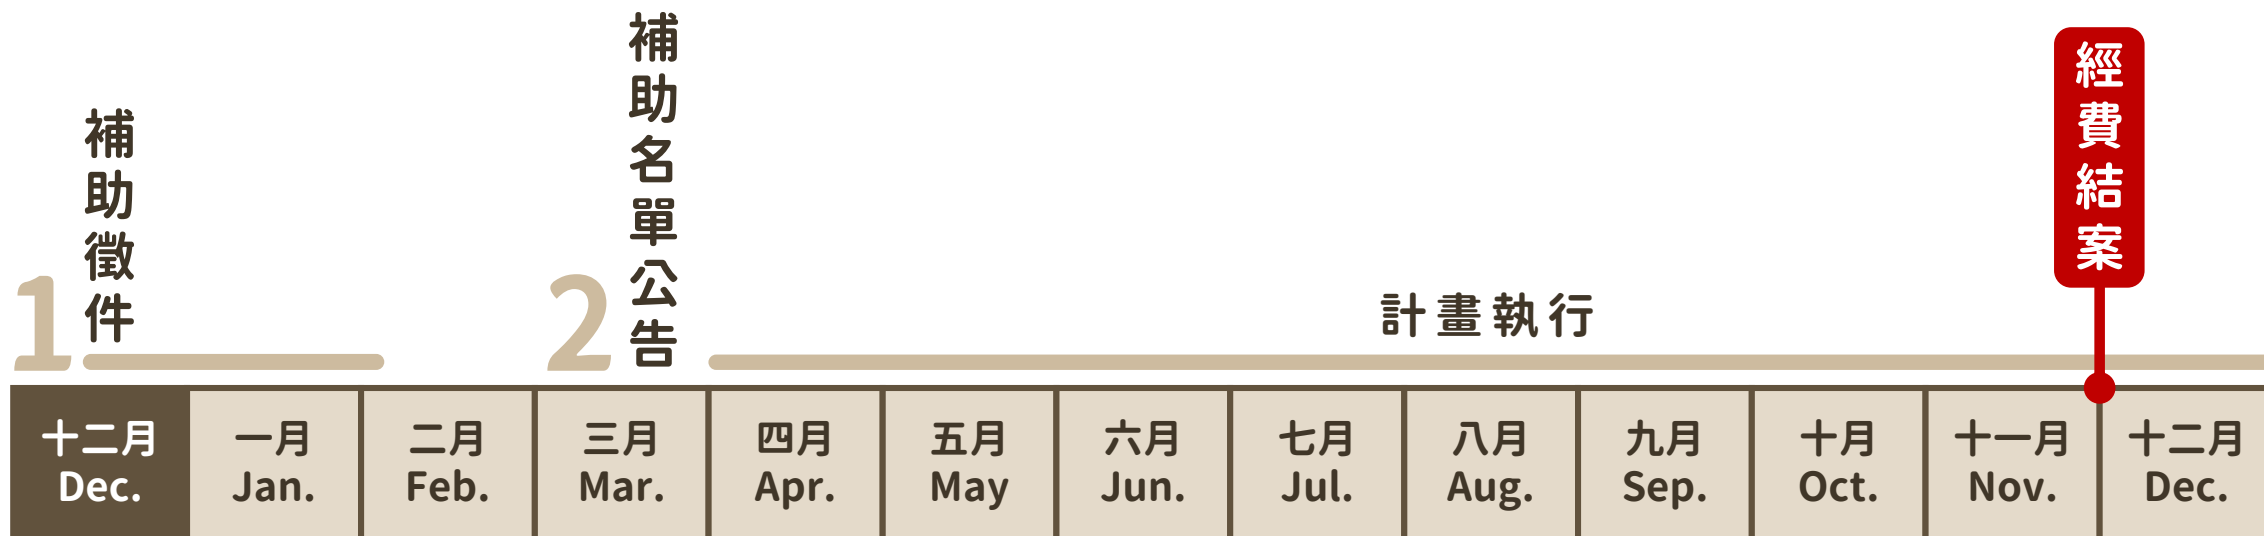 1
補助徵件
2
補助名單公告
計畫執行
經費結案
十二月
Dec.
一月
Jan.
二月
Feb.
三月
Mar.
四月
Apr.
五月
May
六月
Jun.
七月
Jul.
八月
Aug.
九月
Sep.
十月
Oct.
十一月
Nov.
十二月
Dec.